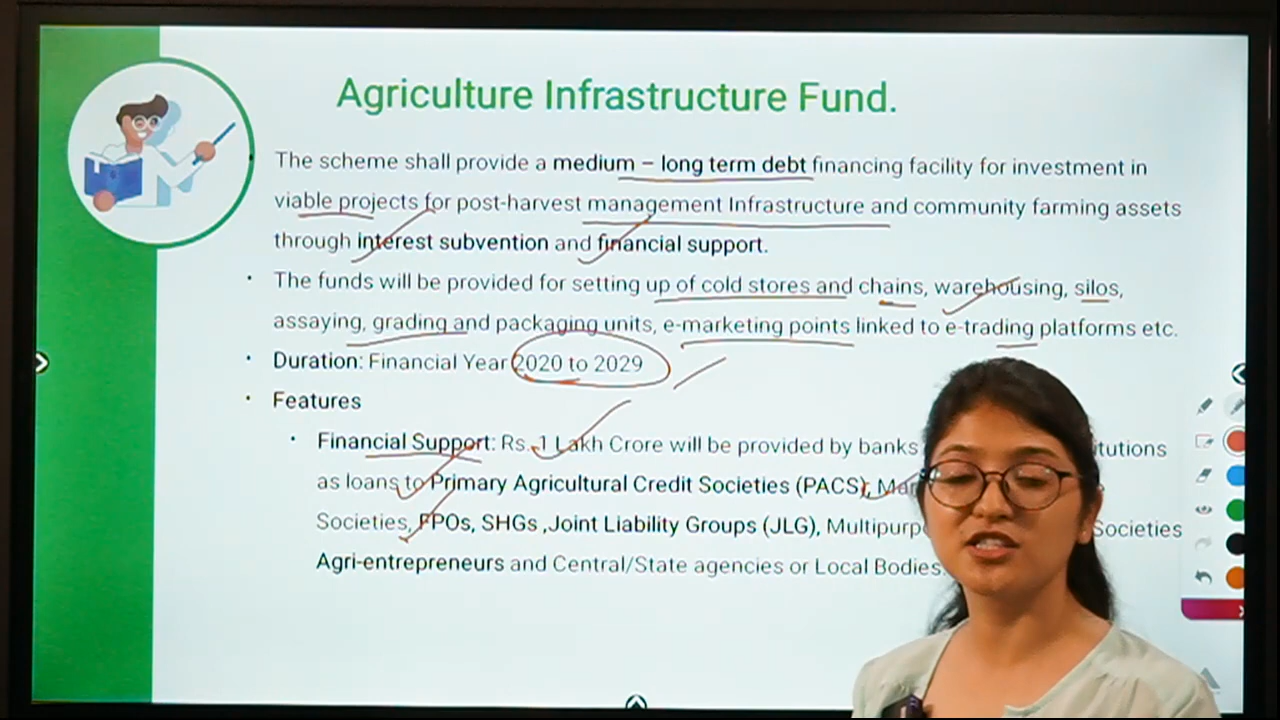 Agriculture Infrastructure Fund.
The scheme shall provide a medium – long term debt financing facility for investment in
viable projects for post-harvest management Infrastructure and community farming assets
through interest subvention and financial support.
• The funds will be provided for setting up of cold stores and chains, warehousing, silos,
assaying, grading and packaging units, e-marketing points linked to e-trading platforms etc.
• Duration: Financial Year 2020 to 2029
• Features
• Financial Support: Rs. 1 Lakh Crore will be provided by banks
as loans to Primary Agricultural Credit Societies (PACS),
Societies, FPOs, SHGs ,Joint Liability Groups (JLG), Societies
Agri-entrepreneurs and Central/State agencies or Local Bodies.